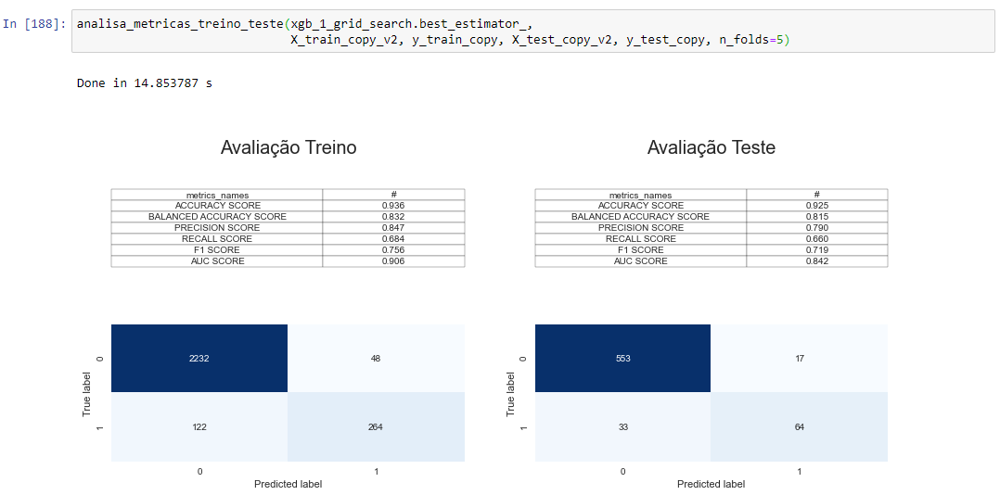 In [188]: analisa_metricas_treino_teste(xgb_1_grid_search.best_estimator_,
X_train_copy_v2, y_train_copy, X_test_copy_v2, y_test_copy, n_folds=5)
Done in 14.853787 s
Avaliação Treino
metrics_names #
ACCURACY SCORE 0.936
BALANCED ACCURACY SCORE 0.832
PRECISION SCORE 0.847
RECALL SCORE 0.684
F1 SCORE 0.756
AUC SCORE 0.906
True label
0
2232 48
1
122 264
0 1
Predicted label
Avaliação Teste
metrics_names #
ACCURACY SCORE 0.925
BALANCED ACCURACY SCORE 0.815
PRECISION SCORE 0.790
RECALL SCORE 0.660
F1 SCORE 0.719
AUC SCORE 0.842
True label
0
553 17
1
33 64
0 1
Predicted label